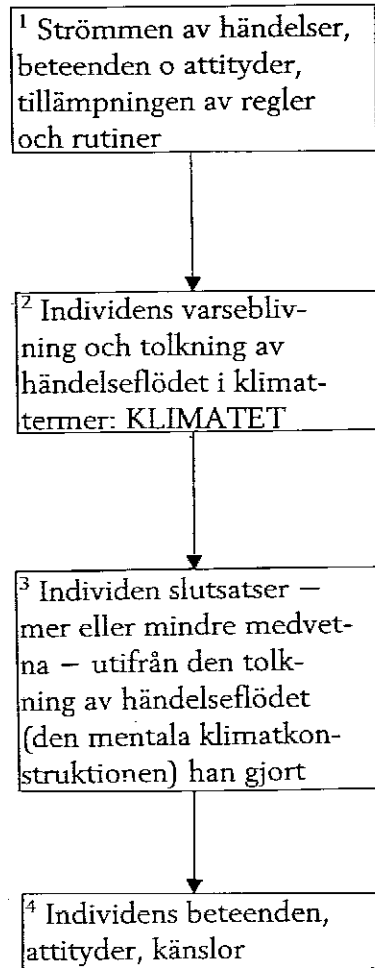 ¹ Strömmen av händelser,
beteenden o attityder,
tillämpningen av regler
och rutiner
² Individens varsebliv-
ning och tolkning av
händelseflödet i klimat-
termer: KLIMATET
³ Individen slutsatser –
mer eller mindre medvet-
na – utifrån den tolk-
ning av händelseflödet
(den mentala klimatkon-
struktionen) han gjort
⁴ Individens beteenden,
attityder, känslor